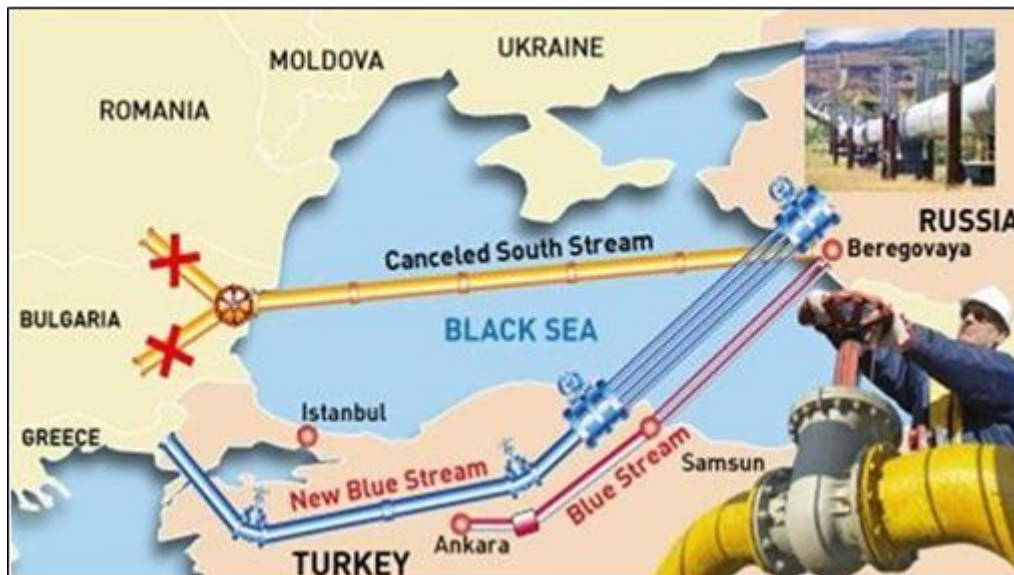 UKRAINE
MOLDOVA
ROMANIA
RUSSIA
Beregovaya
Canceled South Stream
BULGARIA
BLACK SEA
Istanbul
GREECE
Samsun
New Blue Stream
Blue Stream
Ankara
TURKEY